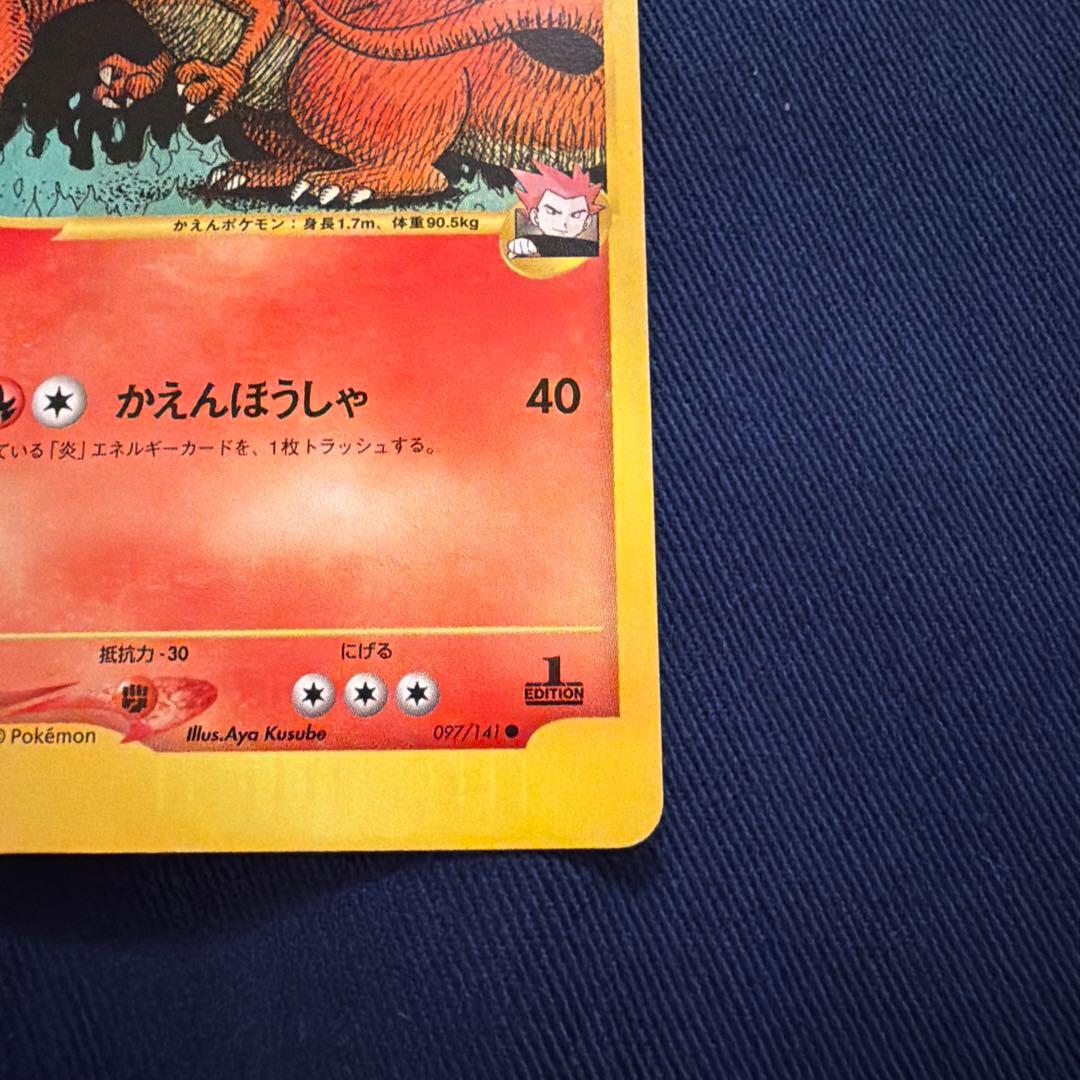 かえんポケモン：身長1.7m、体重90.5kg
かえんほうしゃ 40
ている「炎」エネルギーカードを、1枚トラッシュする。
抵抗力-30 にげる
1
EDITION
© Pokémon Illus.Aya Kusube 097/141